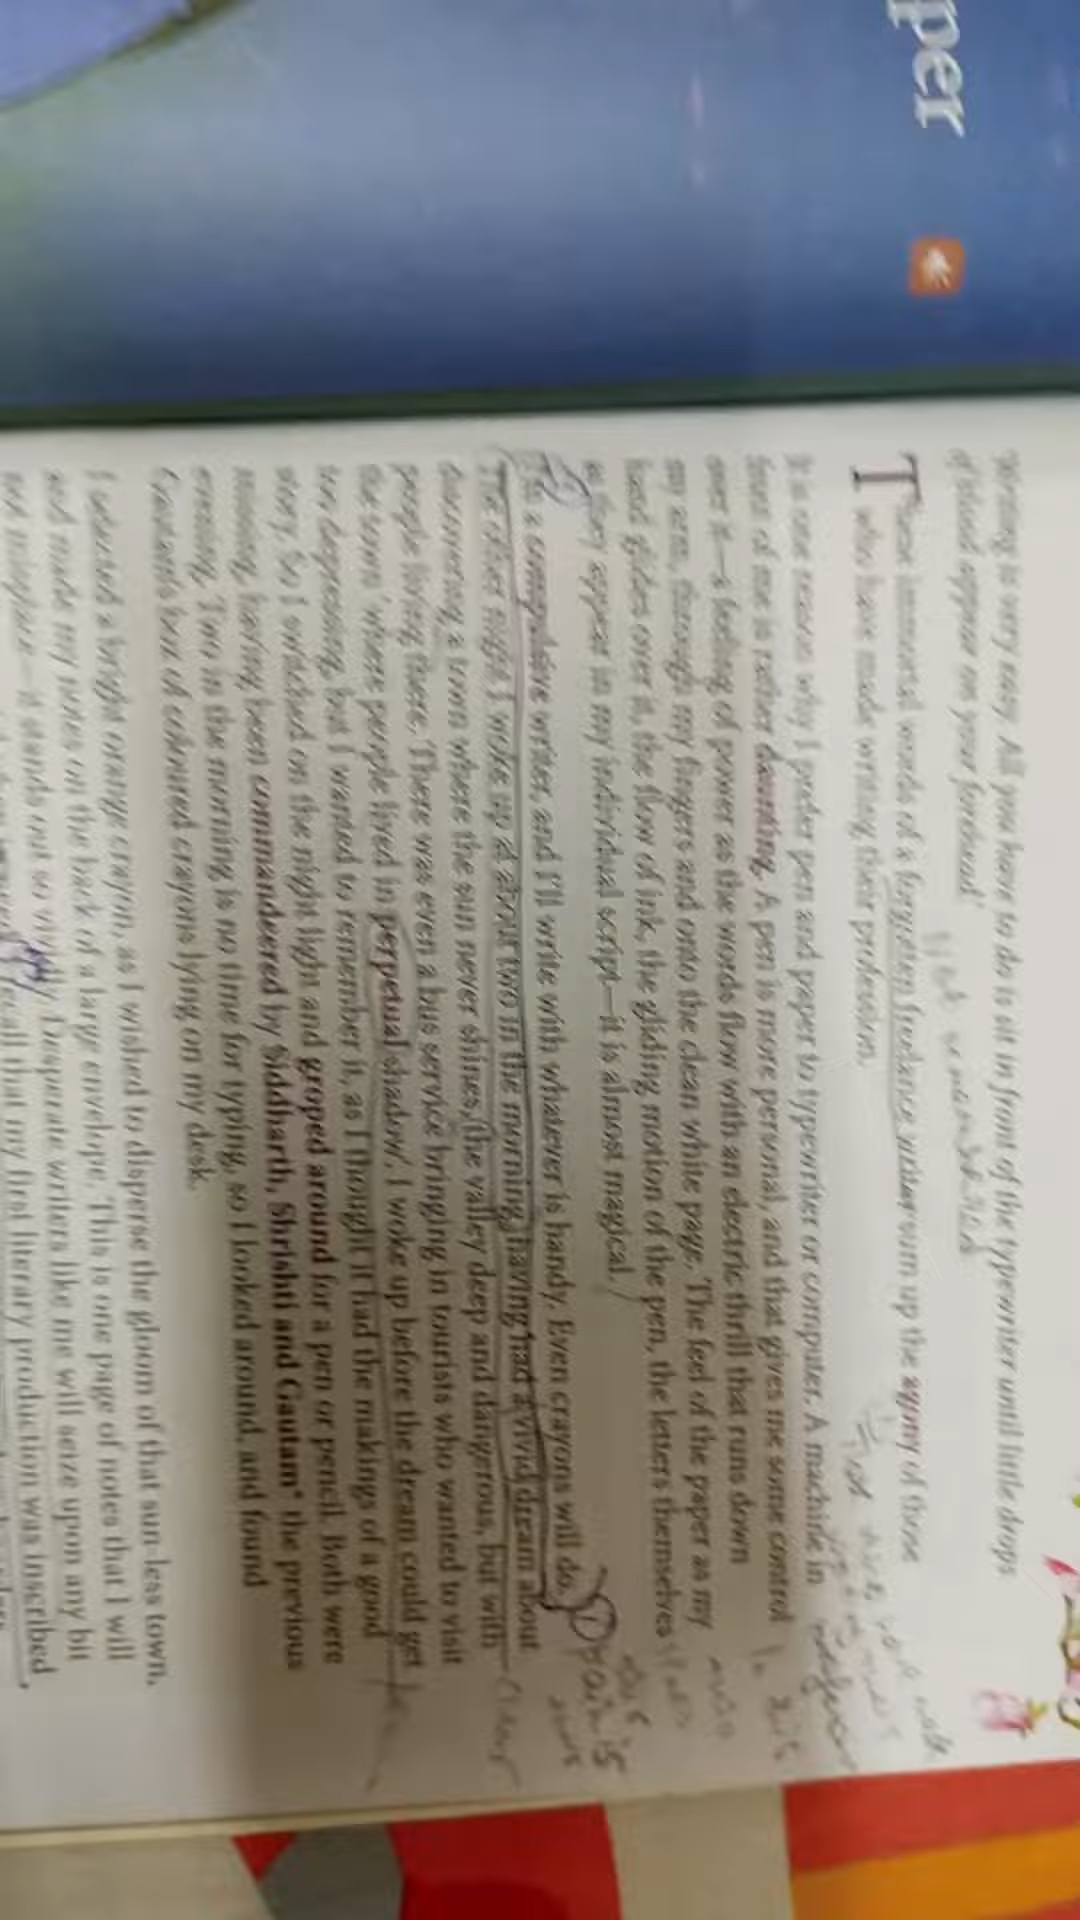 per
'Writing is very easy. All you have to do is sit in front of the typewriter until little drops
of blood appear on your forehead.'
These immortal words of a forgotten freelance writer sum up the agony of those
who have made writing their profession.
It is one reason why I prefer pen and paper to typewriter or computer. A machine in
front of me is rather daunting. A pen is more personal, and that gives me some control
over it—a feeling of power as the words flow with an electric thrill that runs down
my arm, through my fingers and onto the clean white page. The feel of the paper as my
hand glides over it, the flow of ink, the gliding motion of the pen, the letters themselves
as they appear in my individual script—it is almost magical.
I'm a compulsive writer, and I'll write with whatever is handy. Even crayons will do.
The other night I woke up at about two in the morning, having had a vivid dream about
discovering a town where the sun never shines, (the valley deep and dangerous, but with
people living there. There was even a bus service bringing in tourists who wanted to visit
the town 'where people lived in perpetual shadow'. I woke up before the dream could get
too depressing, but I wanted to remember it, as I thought it had the makings of a good
story. So I switched on the night light and groped around for a pen or pencil. Both were
missing, having been commandeered by Siddharth, Shrishti and Gautam* the previous
evening. Two in the morning is no time for typing, so I looked around, and found
Gautam's box of coloured crayons lying on my desk.
I selected a bright orange crayon, as I wished to disperse the gloom of that sun-less town,
and made my notes on the back of a large envelope. This is one page of notes that I will
not misplace—it stands out so vividly. Desperate writers like me will seize upon any bit
recall that my first literary production was inscribed